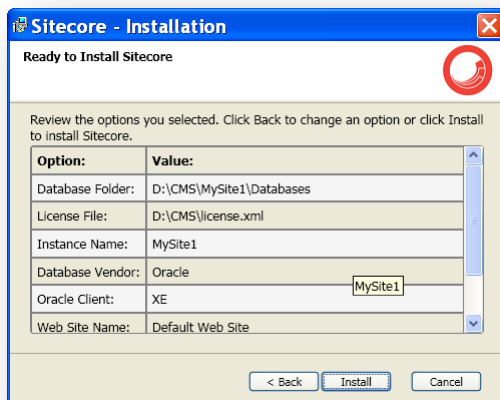 Sitecore - Installation
Ready to Install Sitecore
Review the options you selected. Click Back to change an option or click Install
to install Sitecore.
Option: Value:
Database Folder: D:\CMS\MySite1\Databases
License File: D:\CMS\license.xml
Instance Name: MySite1
Database Vendor: Oracle
MySite1
Oracle Client: XE
Web Site Name: Default Web Site
< Back Install Cancel